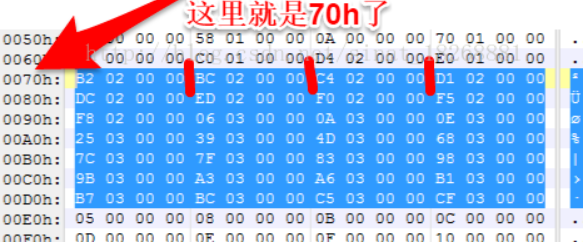 这里就是70h了
0050h: 00 00 58 01 00 00 0A 00 00 00 70 01 00 00 .
0060h: 00 00 C0 01 00 00 D4 02 00 00 E0 01 00 00 .
0070h: B2 02 00 00 BC 02 00 00 C4 02 00 00 D1 02 00 00 ²
0080h: DC 02 00 00 ED 02 00 00 F0 02 00 00 F5 02 00 00 Ü
0090h: F8 02 00 00 06 03 00 00 0A 03 00 00 0E 03 00 00 ø
00A0h: 25 03 00 00 39 03 00 00 4D 03 00 00 68 03 00 00 %
00B0h: 7C 03 00 00 7F 03 00 00 83 03 00 00 98 03 00 00 |
00C0h: 9B 03 00 00 A3 03 00 00 A6 03 00 00 B1 03 00 00 ›
00D0h: B7 03 00 00 BC 03 00 00 C5 03 00 00 CF 03 00 00 ·
00E0h: 05 00 00 00 08 00 00 00 0B 00 00 00 0C 00 00 00 .
00F0h: 0D 00 00 00 0E 00 00 00 0F 00 00 00 10 00 00 00 .